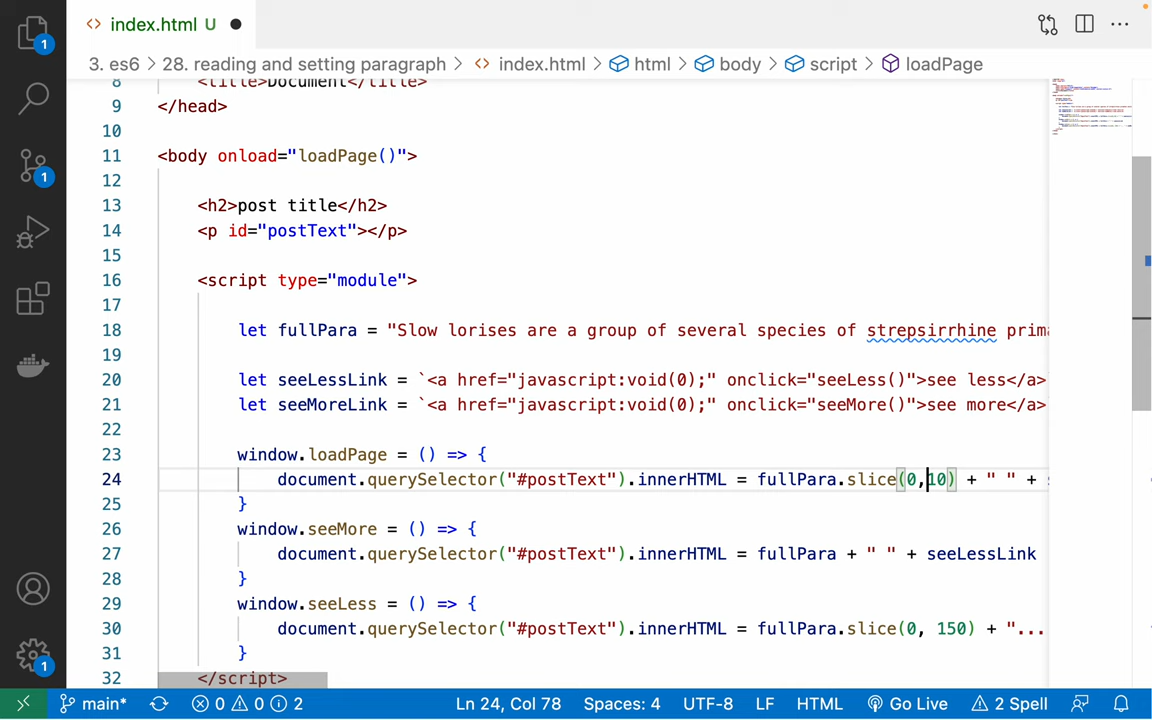 index.html U
3. es6 > 28. reading and setting paragraph > index.html > html > body > script > loadPage
8 <title>Document</title>
9 </head>
10
11 <body onload="loadPage()">
12
13 <h2>post title</h2>
14 <p id="postText"></p>
15
16 <script type="module">
17
18 let fullPara = "Slow lorises are a group of several species of strepsirrhine prima
19
20 let seeLessLink = `<a href="javascript:void(0);" onclick="seeLess()">see less</a>
21 let seeMoreLink = `<a href="javascript:void(0);" onclick="seeMore()">see more</a>
22
23 window.loadPage = () => {
24 document.querySelector("#postText").innerHTML = fullPara.slice(0,10) + " " + s
25 }
26 window.seeMore = () => {
27 document.querySelector("#postText").innerHTML = fullPara + " " + seeLessLink
28 }
29 window.seeLess = () => {
30 document.querySelector("#postText").innerHTML = fullPara.slice(0, 150) + "...
31 }
32 </script>
1
1
1
main* 0 0 2 Ln 24, Col 78 Spaces: 4 UTF-8 LF HTML Go Live 2 Spell